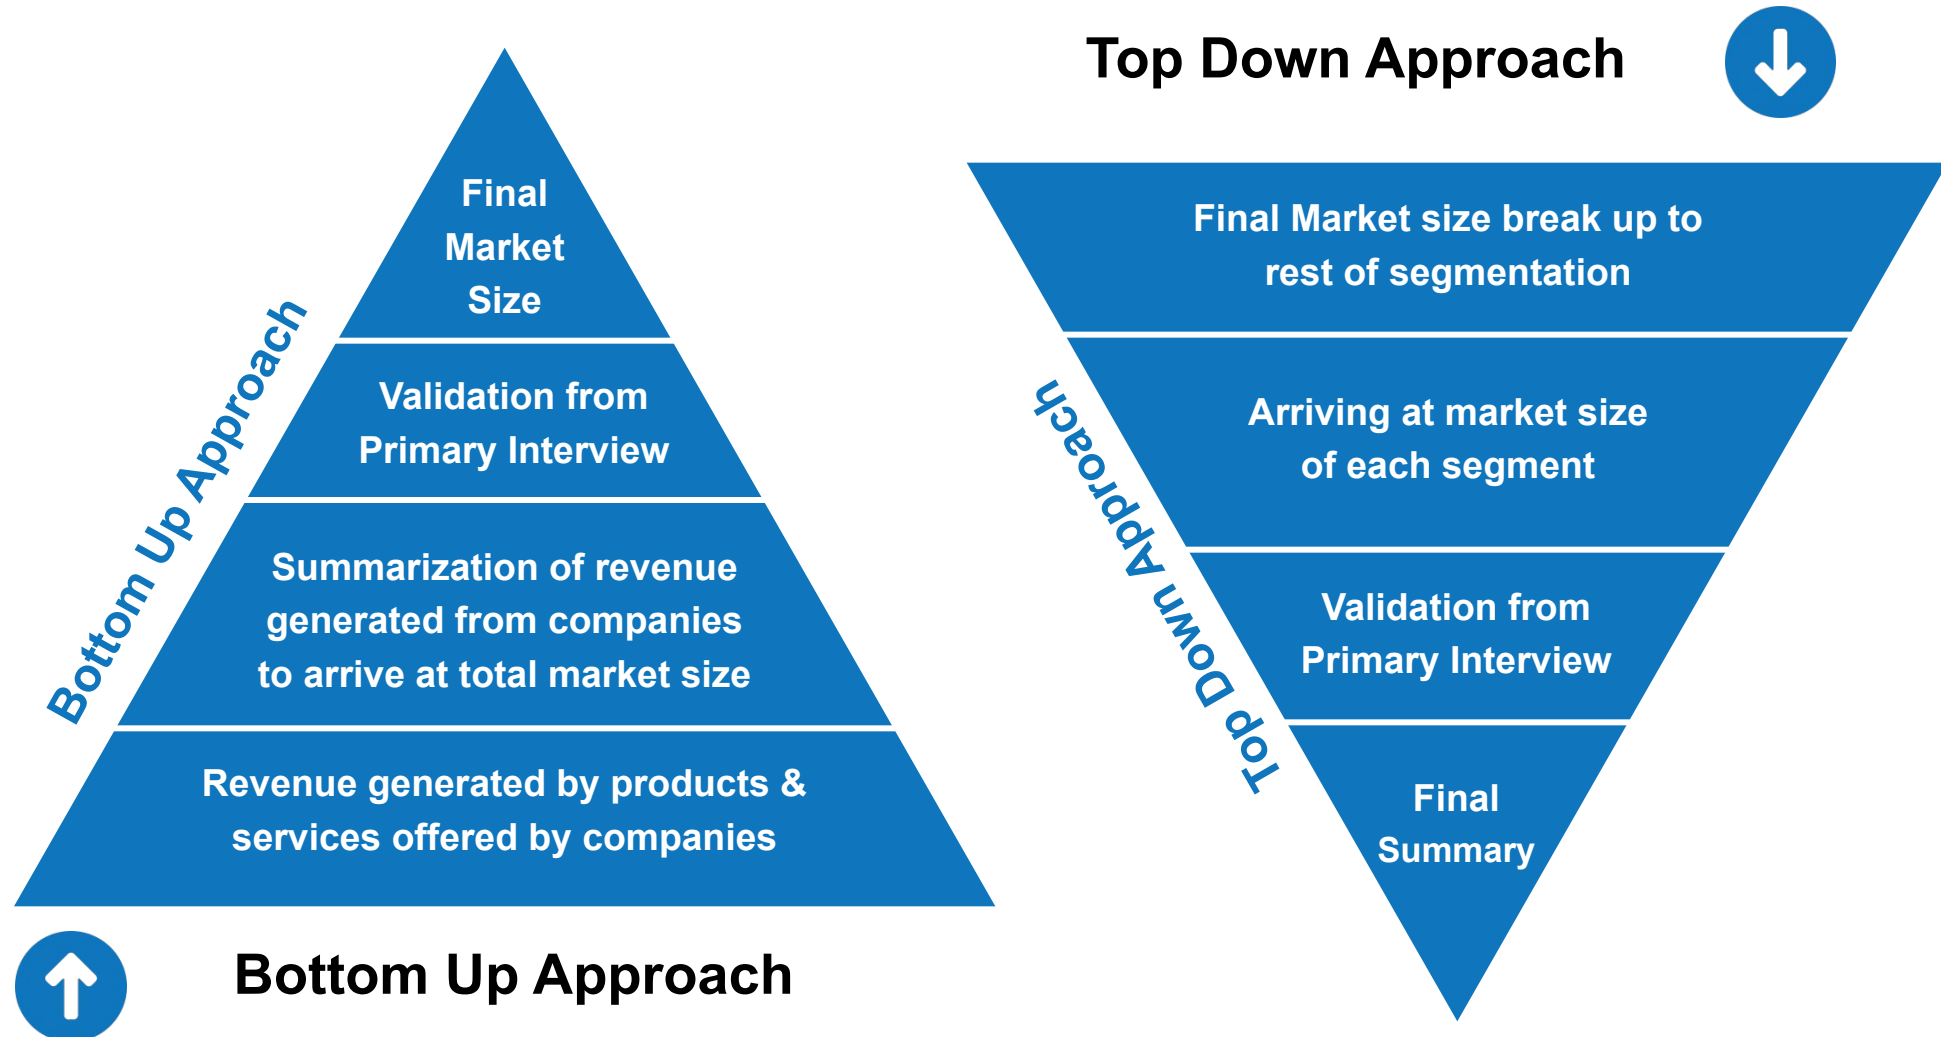 Final
Market
Size
Validation from
Primary Interview
Summarization of revenue
generated from companies
to arrive at total market size
Revenue generated by products &
services offered by companies
Bottom Up Approach
Bottom Up Approach
Top Down Approach
Final Market size break up to
rest of segmentation
Arriving at market size
of each segment
Validation from
Primary Interview
Final
Summary
Top Down Approach